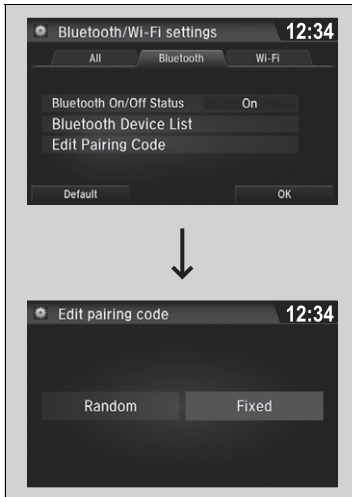 Bluetooth/Wi-Fi settings 12:34
All Bluetooth Wi-Fi
Bluetooth On/Off Status On
Bluetooth Device List
Edit Pairing Code
Default OK
Edit pairing code 12:34
Random Fixed